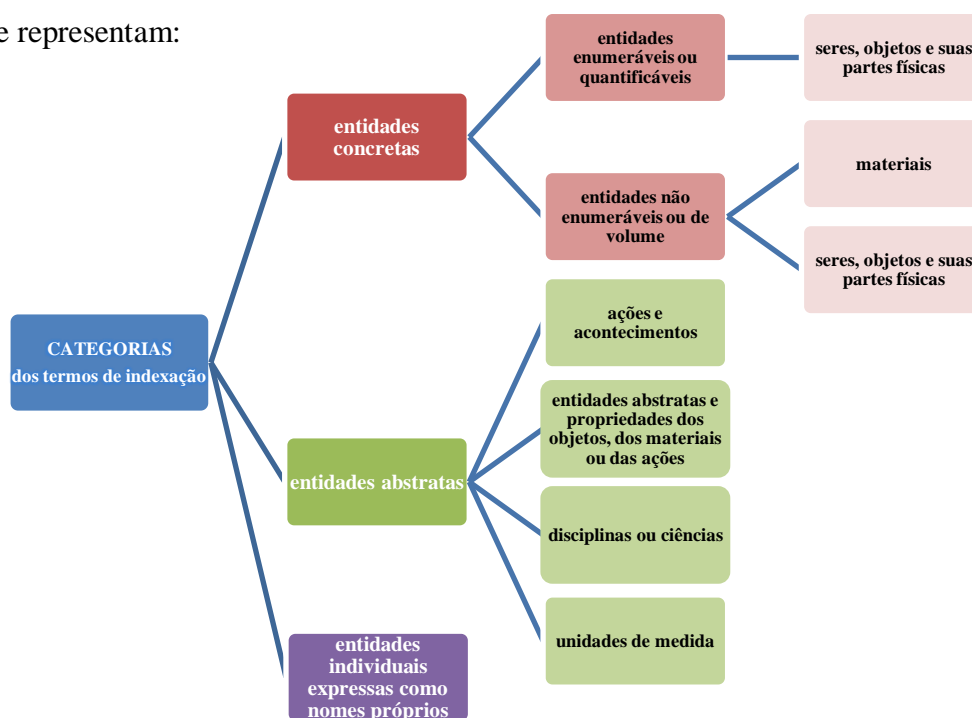 e representam:
entidades
enumeráveis ou
quantificáveis
seres, objetos e suas
partes físicas
entidades
concretas
materiais
entidades não
enumeráveis ou de
volume
seres, objetos e suas
partes físicas
ações e
acontecimentos
CATEGORIAS
dos termos de indexação
entidades abstratas e
propriedades dos
objetos, dos materiais
ou das ações
entidades abstratas
disciplinas ou ciências
unidades de medida
entidades
individuais
expressas como
nomes próprios